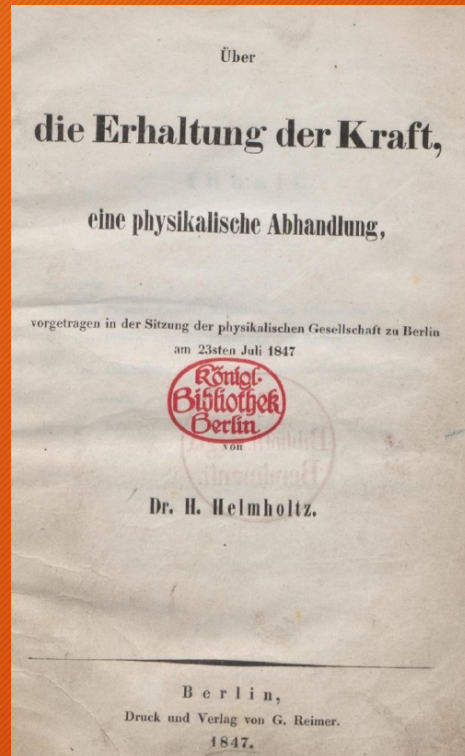 Über
die Erhaltung der Kraft,
eine physikalische Abhandlung,
vorgetragen in der Sitzung der physikalischen Gesellschaft zu Berlin
am 23sten Juli 1847
Königl.
Bibliothek
Berlin
von
Dr. H. Helmholtz.
Berlin,
Druck und Verlag von G. Reimer.
1847.